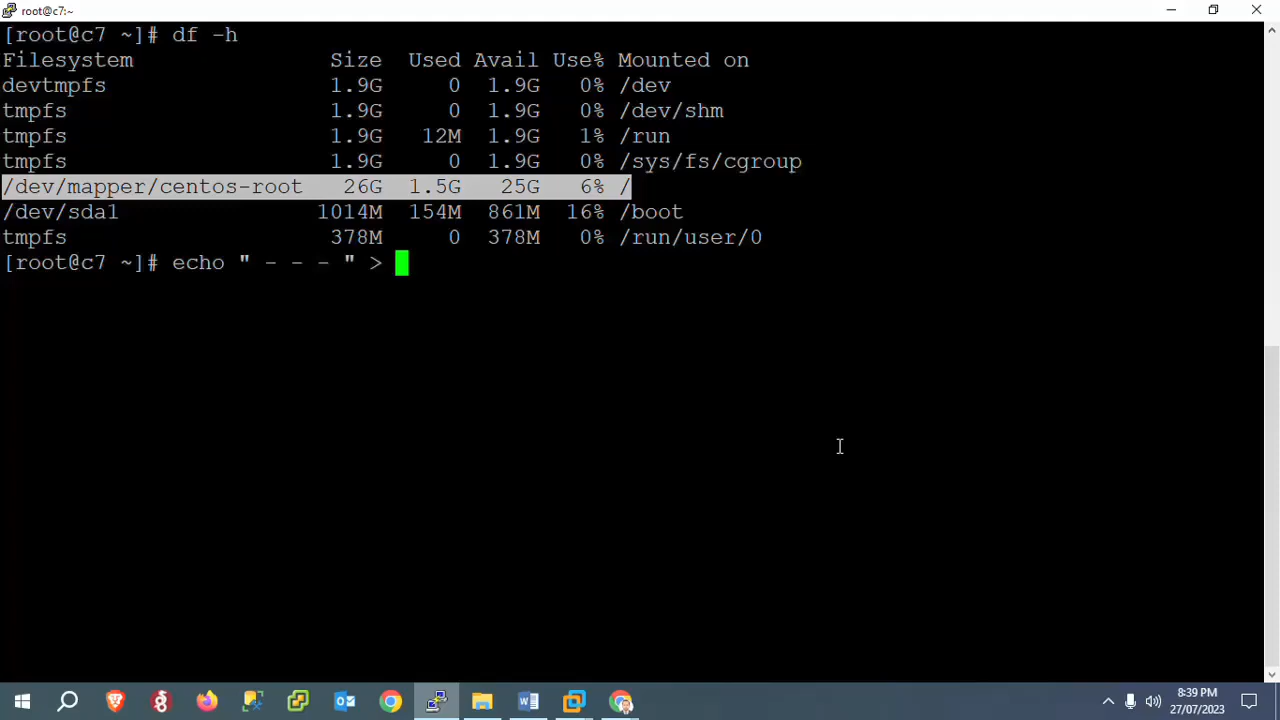 root@c7:~
[root@c7 ~]# df -h
Filesystem Size Used Avail Use% Mounted on
devtmpfs 1.9G 0 1.9G 0% /dev
tmpfs 1.9G 0 1.9G 0% /dev/shm
tmpfs 1.9G 12M 1.9G 1% /run
tmpfs 1.9G 0 1.9G 0% /sys/fs/cgroup
/dev/mapper/centos-root 26G 1.5G 25G 6% /
/dev/sda1 1014M 154M 861M 16% /boot
tmpfs 378M 0 378M 0% /run/user/0
[root@c7 ~]# echo " - - - " >
8:39 PM
27/07/2023